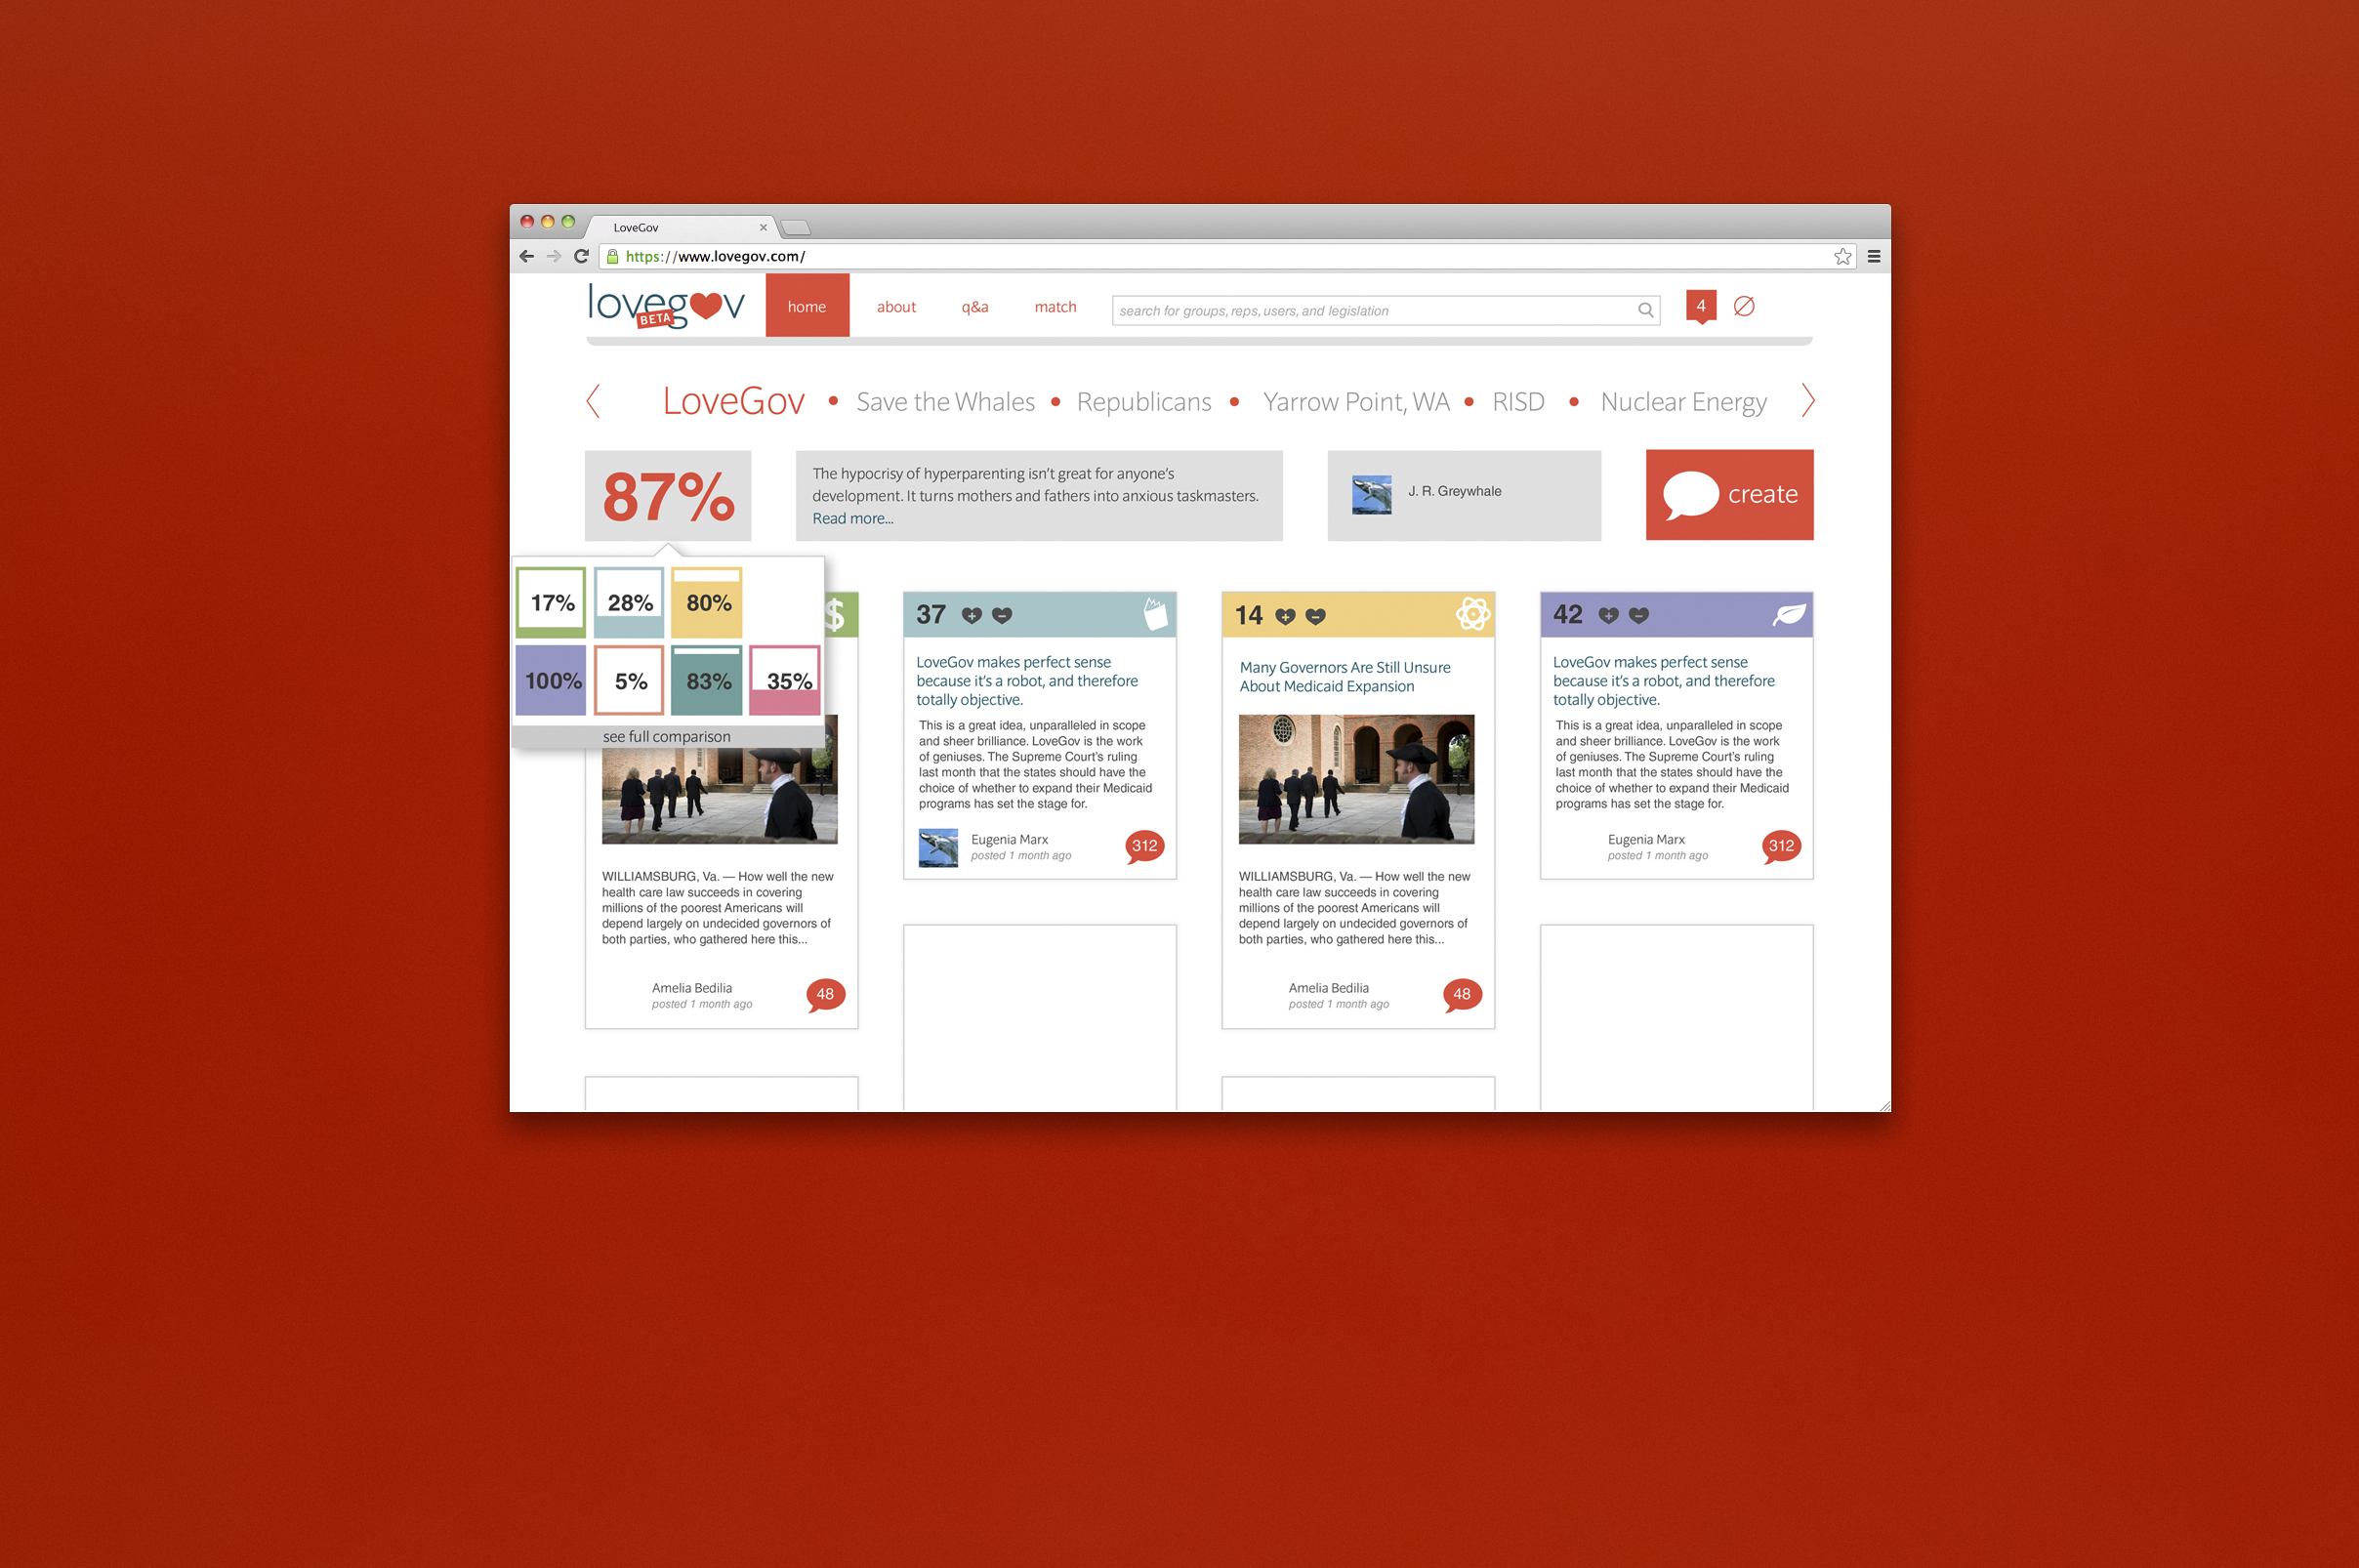 LoveGov
https://www.lovegov.com/
lovegov
BETA
home
about
q&a
match
search for groups, reps, users, and legislation
4
LoveGov • Save the Whales • Republicans • Yarrow Point, WA • RISD • Nuclear Energy
87%
The hypocrisy of hyperparenting isn't great for anyone's
development. It turns mothers and fathers into anxious taskmasters.
Read more...
J. R. Greywhale
create
17%
28%
80%
100%
5%
83%
35%
see full comparison
$
WILLIAMSBURG, Va. — How well the new
health care law succeeds in covering
millions of the poorest Americans will
depend largely on undecided governors of
both parties, who gathered here this...
Amelia Bedilia
posted 1 month ago
48
37
LoveGov makes perfect sense
because it's a robot, and therefore
totally objective.
This is a great idea, unparalleled in scope
and sheer brilliance. LoveGov is the work
of geniuses. The Supreme Court's ruling
last month that the states should have the
choice of whether to expand their Medicaid
programs has set the stage for.
Eugenia Marx
posted 1 month ago
312
14
Many Governors Are Still Unsure
About Medicaid Expansion
WILLIAMSBURG, Va. — How well the new
health care law succeeds in covering
millions of the poorest Americans will
depend largely on undecided governors of
both parties, who gathered here this...
Amelia Bedilia
posted 1 month ago
48
42
LoveGov makes perfect sense
because it's a robot, and therefore
totally objective.
This is a great idea, unparalleled in scope
and sheer brilliance. LoveGov is the work
of geniuses. The Supreme Court's ruling
last month that the states should have the
choice of whether to expand their Medicaid
programs has set the stage for.
Eugenia Marx
posted 1 month ago
312